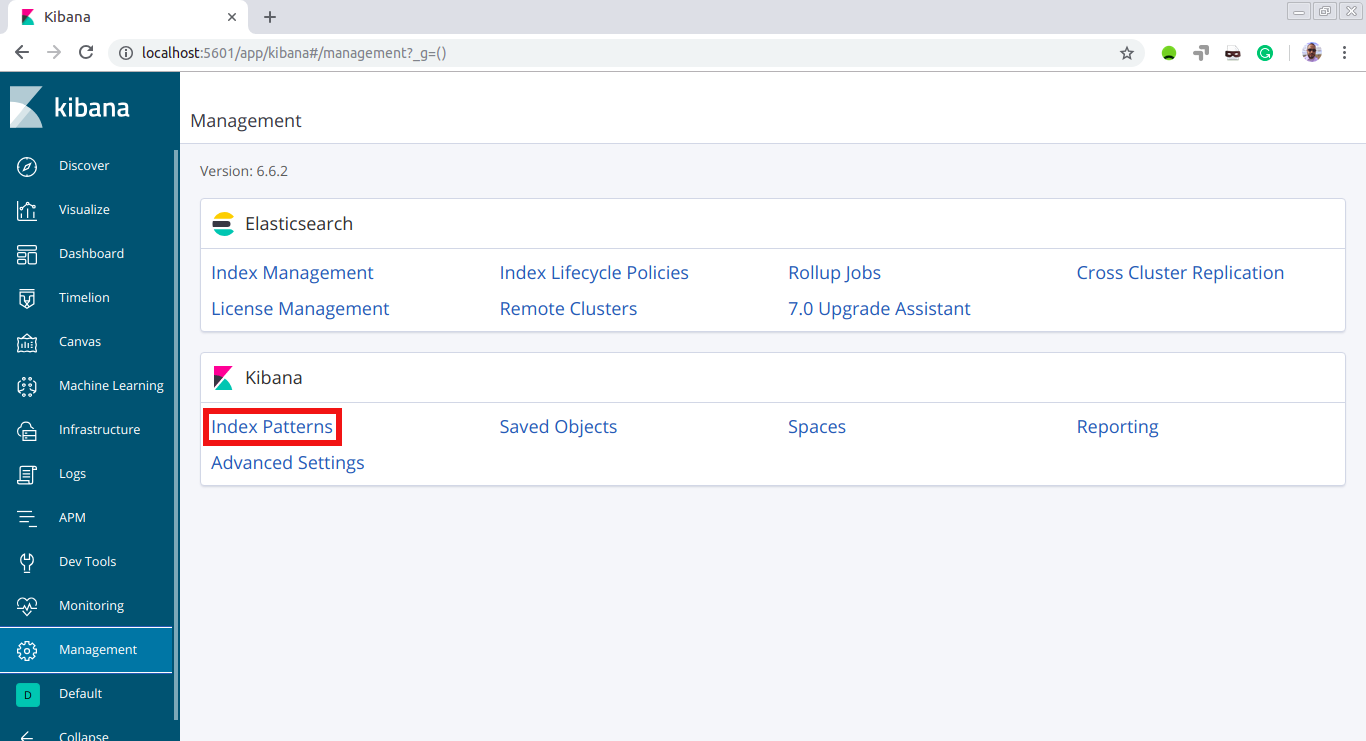 Kibana
localhost:5601/app/kibana#/management?_g=()
kibana
Discover
Visualize
Dashboard
Timelion
Canvas
Machine Learning
Infrastructure
Logs
APM
Dev Tools
Monitoring
Management
D Default
Collapse
Management
Version: 6.6.2
Elasticsearch
Index Management Index Lifecycle Policies Rollup Jobs Cross Cluster Replication
License Management Remote Clusters 7.0 Upgrade Assistant
Kibana
Index Patterns Saved Objects Spaces Reporting
Advanced Settings